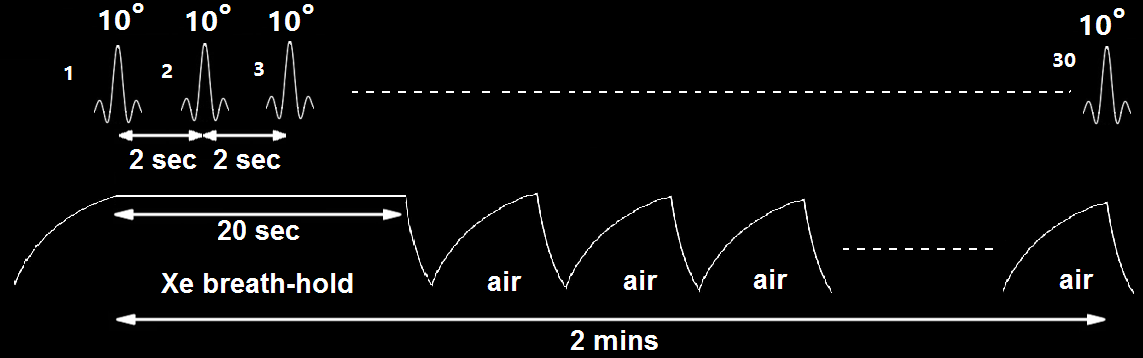 10° 10° 10° 10°
1 2 3 30
2 sec 2 sec
20 sec
Xe breath-hold air air air air
2 mins